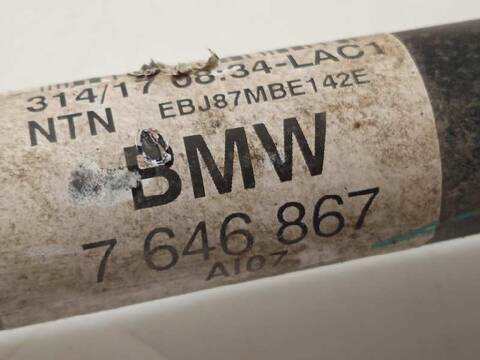 314/17 08:34-LAC1
NTN EBJ87MBE142E
BMW
7 646 867
AI07